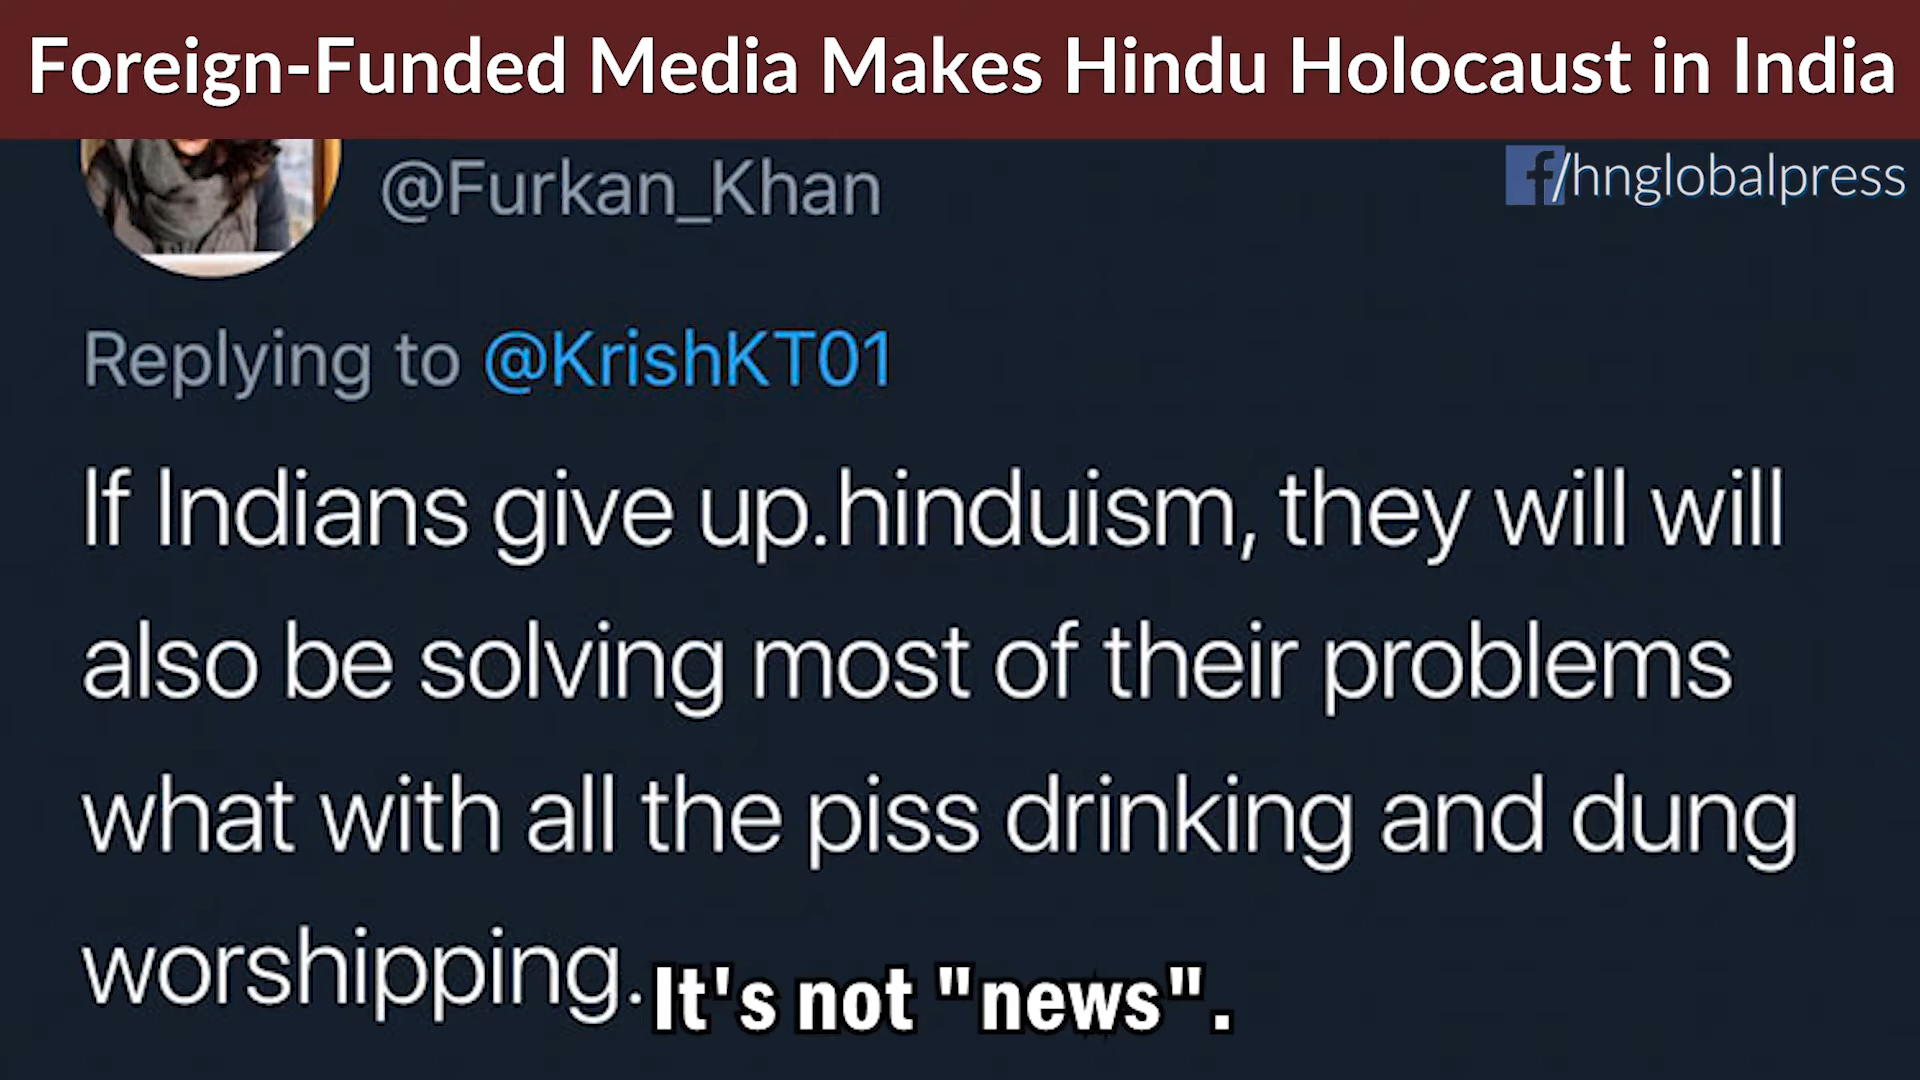 Foreign-Funded Media Makes Hindu Holocaust in India
@Furkan_Khan
f/hnglobalpress
Replying to @KrishKT01
If Indians give up.hinduism, they will will
also be solving most of their problems
what with all the piss drinking and dung
worshipping.
It's not "news".